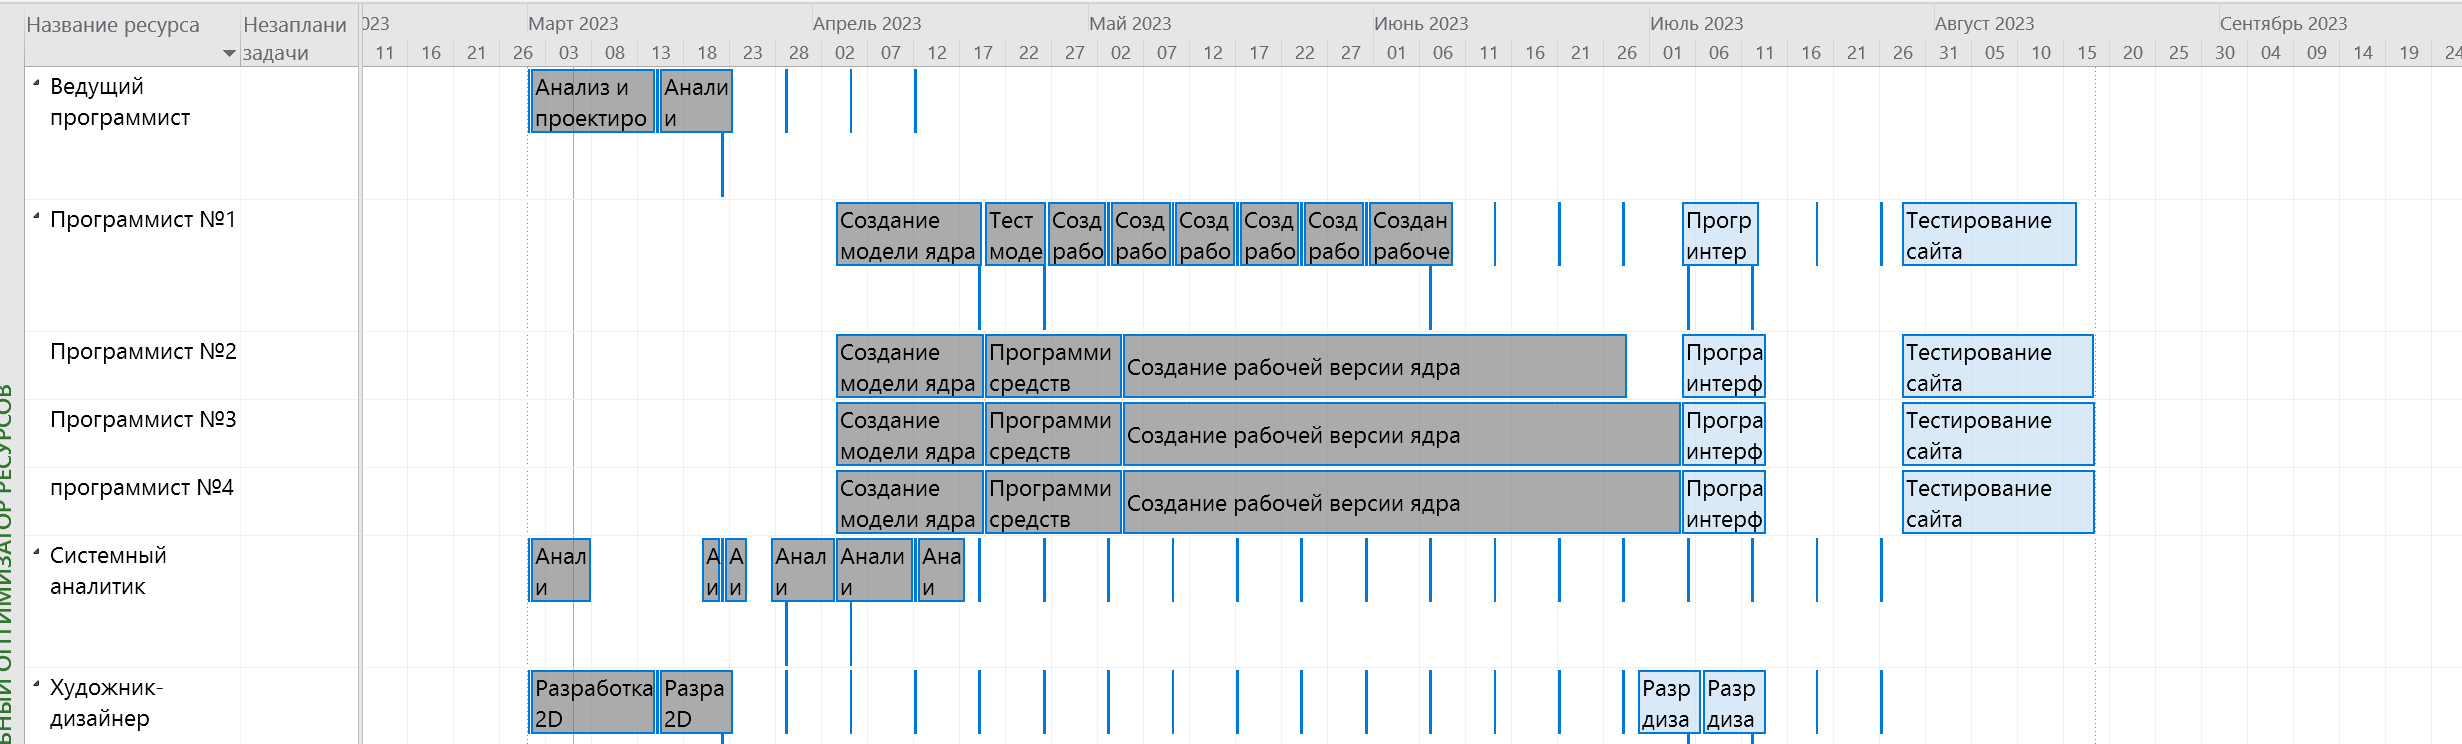 Название ресурса
Незаплани
задачи
023
Март 2023
Апрель 2023
Май 2023
Июнь 2023
Июль 2023
Август 2023
Сентябрь 2023
11 16 21 26 03 08 13 18 23 28 02 07 12 17 22 27 02 07 12 17 22 27 01 06 11 16 21 26 01 06 11 16 21 26 31 05 10 15 20 25 30 04 09 14 19 24
Ведущий
программист
Анализ и
проектиро
Анали
и
Программист №1
Создание
модели ядра
Тест
моде
Созд
рабо
Созд
рабо
Созд
рабо
Созд
рабо
Созд
рабо
Создан
рабоче
Прогр
интер
Тестирование
сайта
Программист №2
Создание
модели ядра
Программи
средств
Создание рабочей версии ядра
Програ
интерф
Тестирование
сайта
Программист №3
Создание
модели ядра
Программи
средств
Создание рабочей версии ядра
Програ
интерф
Тестирование
сайта
программист №4
Создание
модели ядра
Программи
средств
Создание рабочей версии ядра
Програ
интерф
Тестирование
сайта
Системный
аналитик
Анал
и
А
и
А
и
Анал
и
Анали
и
Ана
и
Художник-
дизайнер
Разработка
2D
Разра
2D
Разр
диза
Разр
диза
ЬНЫЙ ОПТИМИЗАТОР РЕСУРСОВ